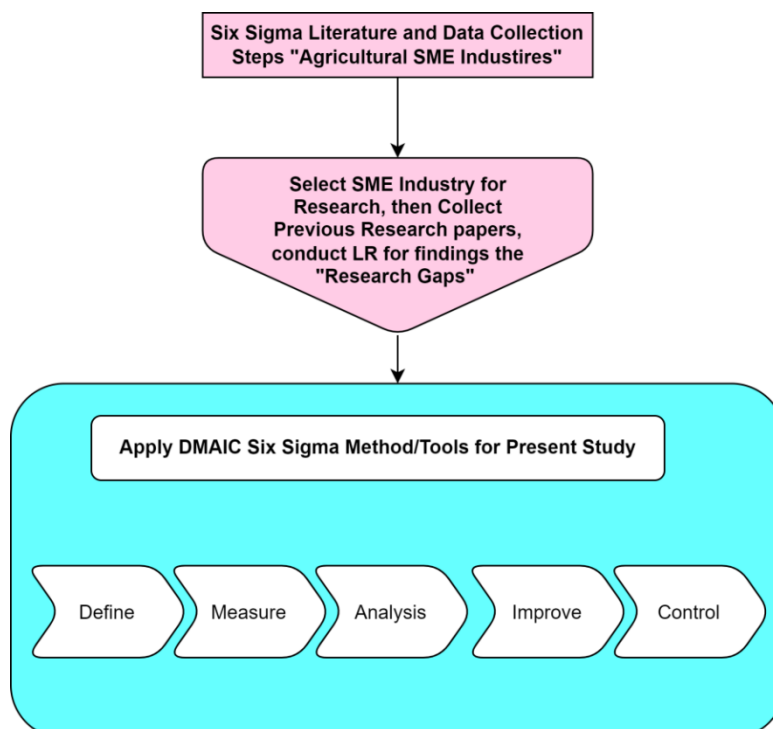 Six Sigma Literature and Data Collection
Steps "Agricultural SME Industires"
Select SME Industry for
Research, then Collect
Previous Research papers,
conduct LR for findings the
"Research Gaps"
Apply DMAIC Six Sigma Method/Tools for Present Study
Define
Measure
Analysis
Improve
Control